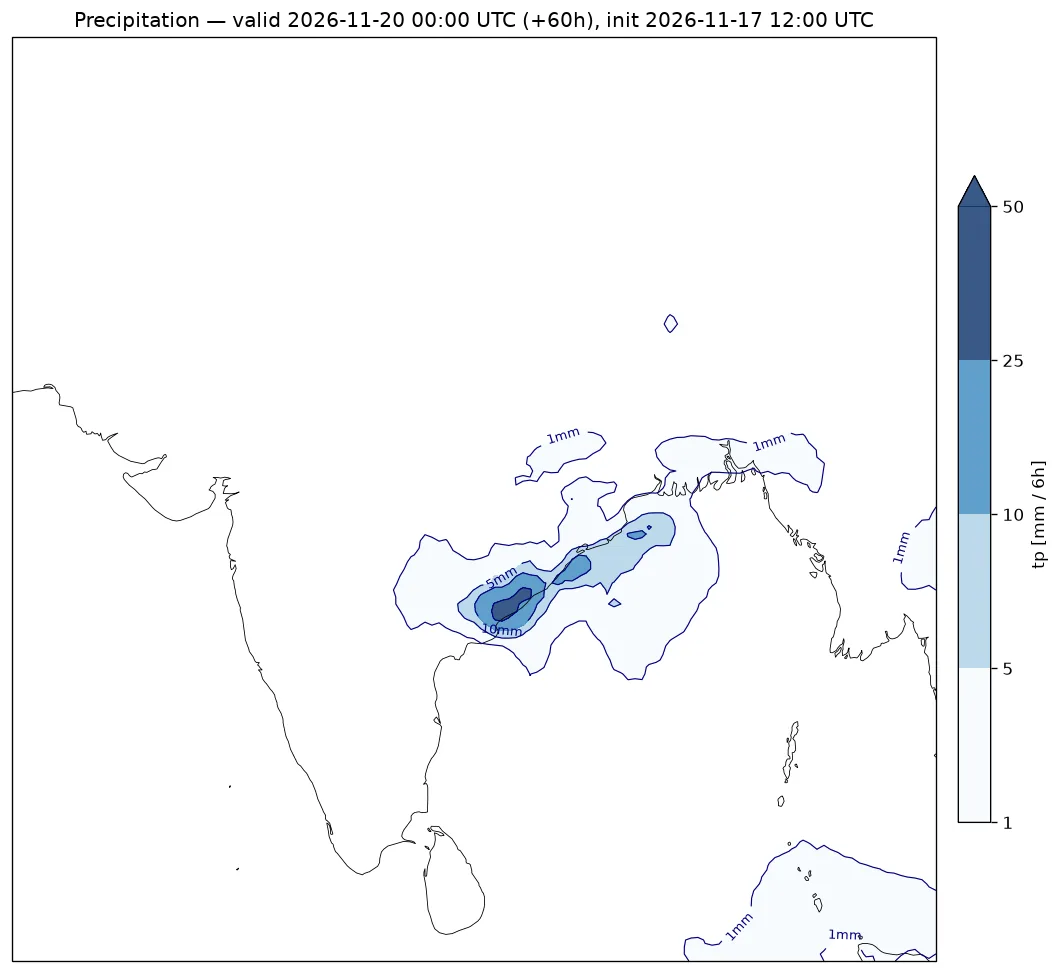 Precipitation — valid 2026-11-20 00:00 UTC (+60h), init 2026-11-17 12:00 UTC
50
25
10
5
1
tp [mm / 6h]
1mm
1mm
1mm
5mm
10mm
1mm
1mm